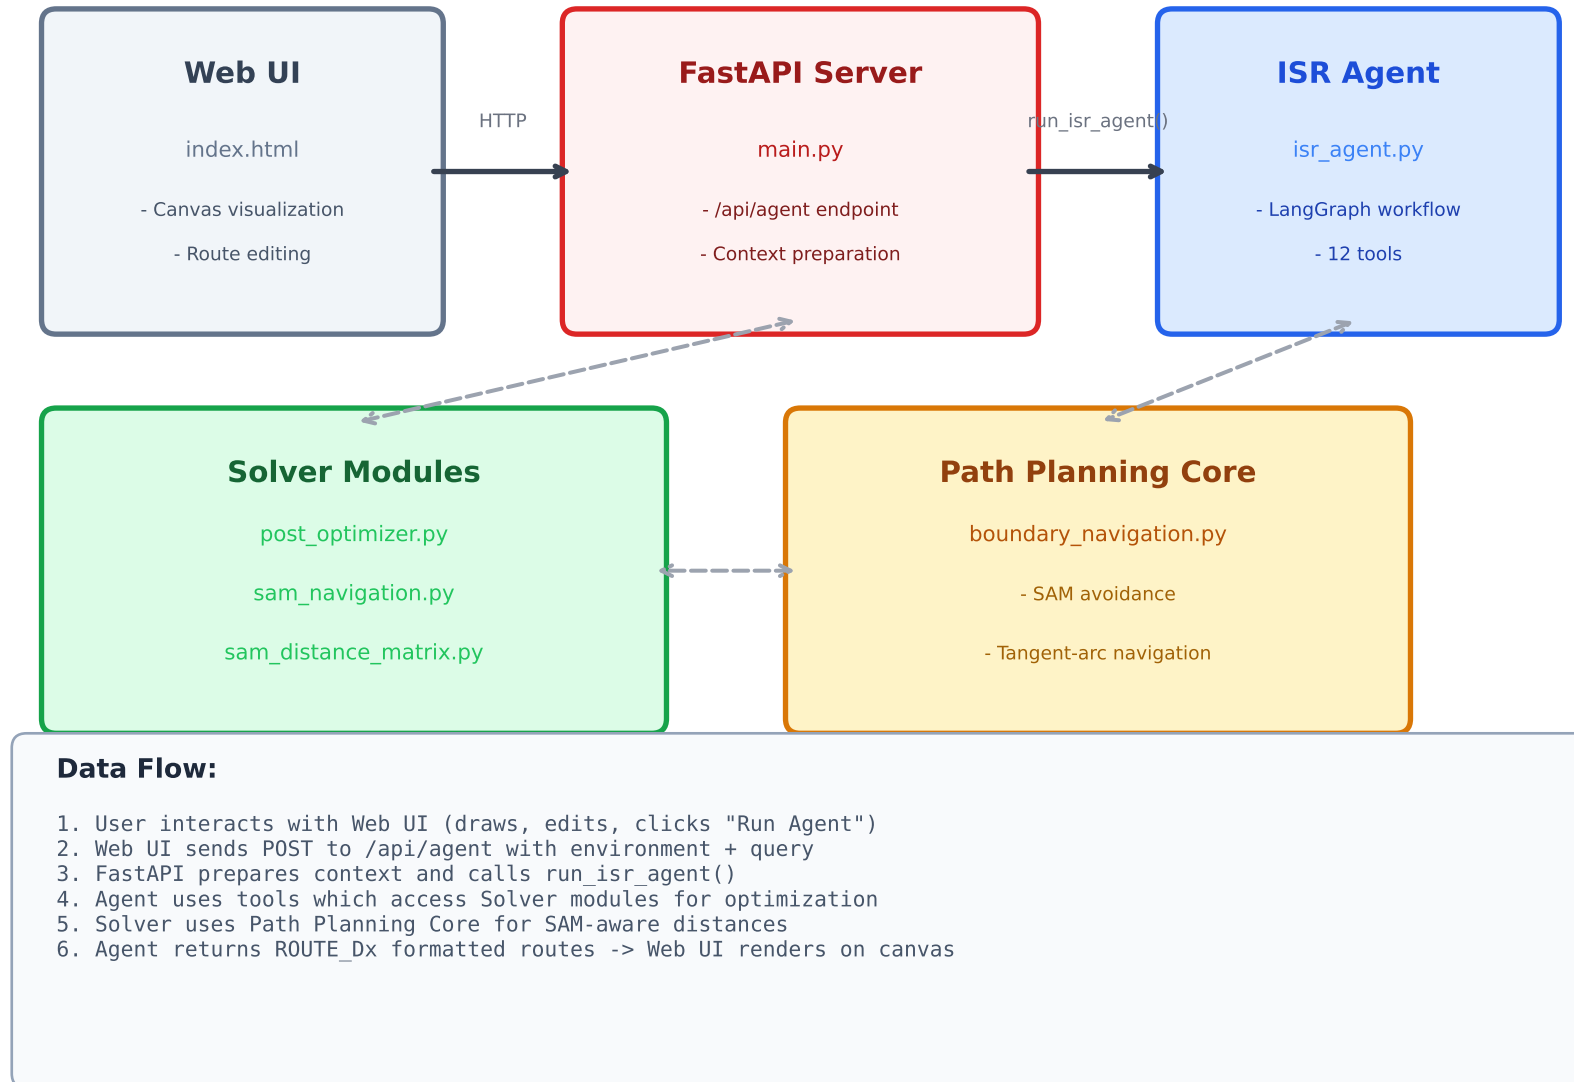 Web UI
index.html
- Canvas visualization
- Route editing
HTTP
FastAPI Server
main.py
- /api/agent endpoint
- Context preparation
run_isr_agent()
ISR Agent
isr_agent.py
- LangGraph workflow
- 12 tools
Solver Modules
post_optimizer.py
sam_navigation.py
sam_distance_matrix.py
Path Planning Core
boundary_navigation.py
- SAM avoidance
- Tangent-arc navigation
Data Flow:
1. User interacts with Web UI (draws, edits, clicks "Run Agent")
2. Web UI sends POST to /api/agent with environment + query
3. FastAPI prepares context and calls run_isr_agent()
4. Agent uses tools which access Solver modules for optimization
5. Solver uses Path Planning Core for SAM-aware distances
6. Agent returns ROUTE_Dx formatted routes -> Web UI renders on canvas